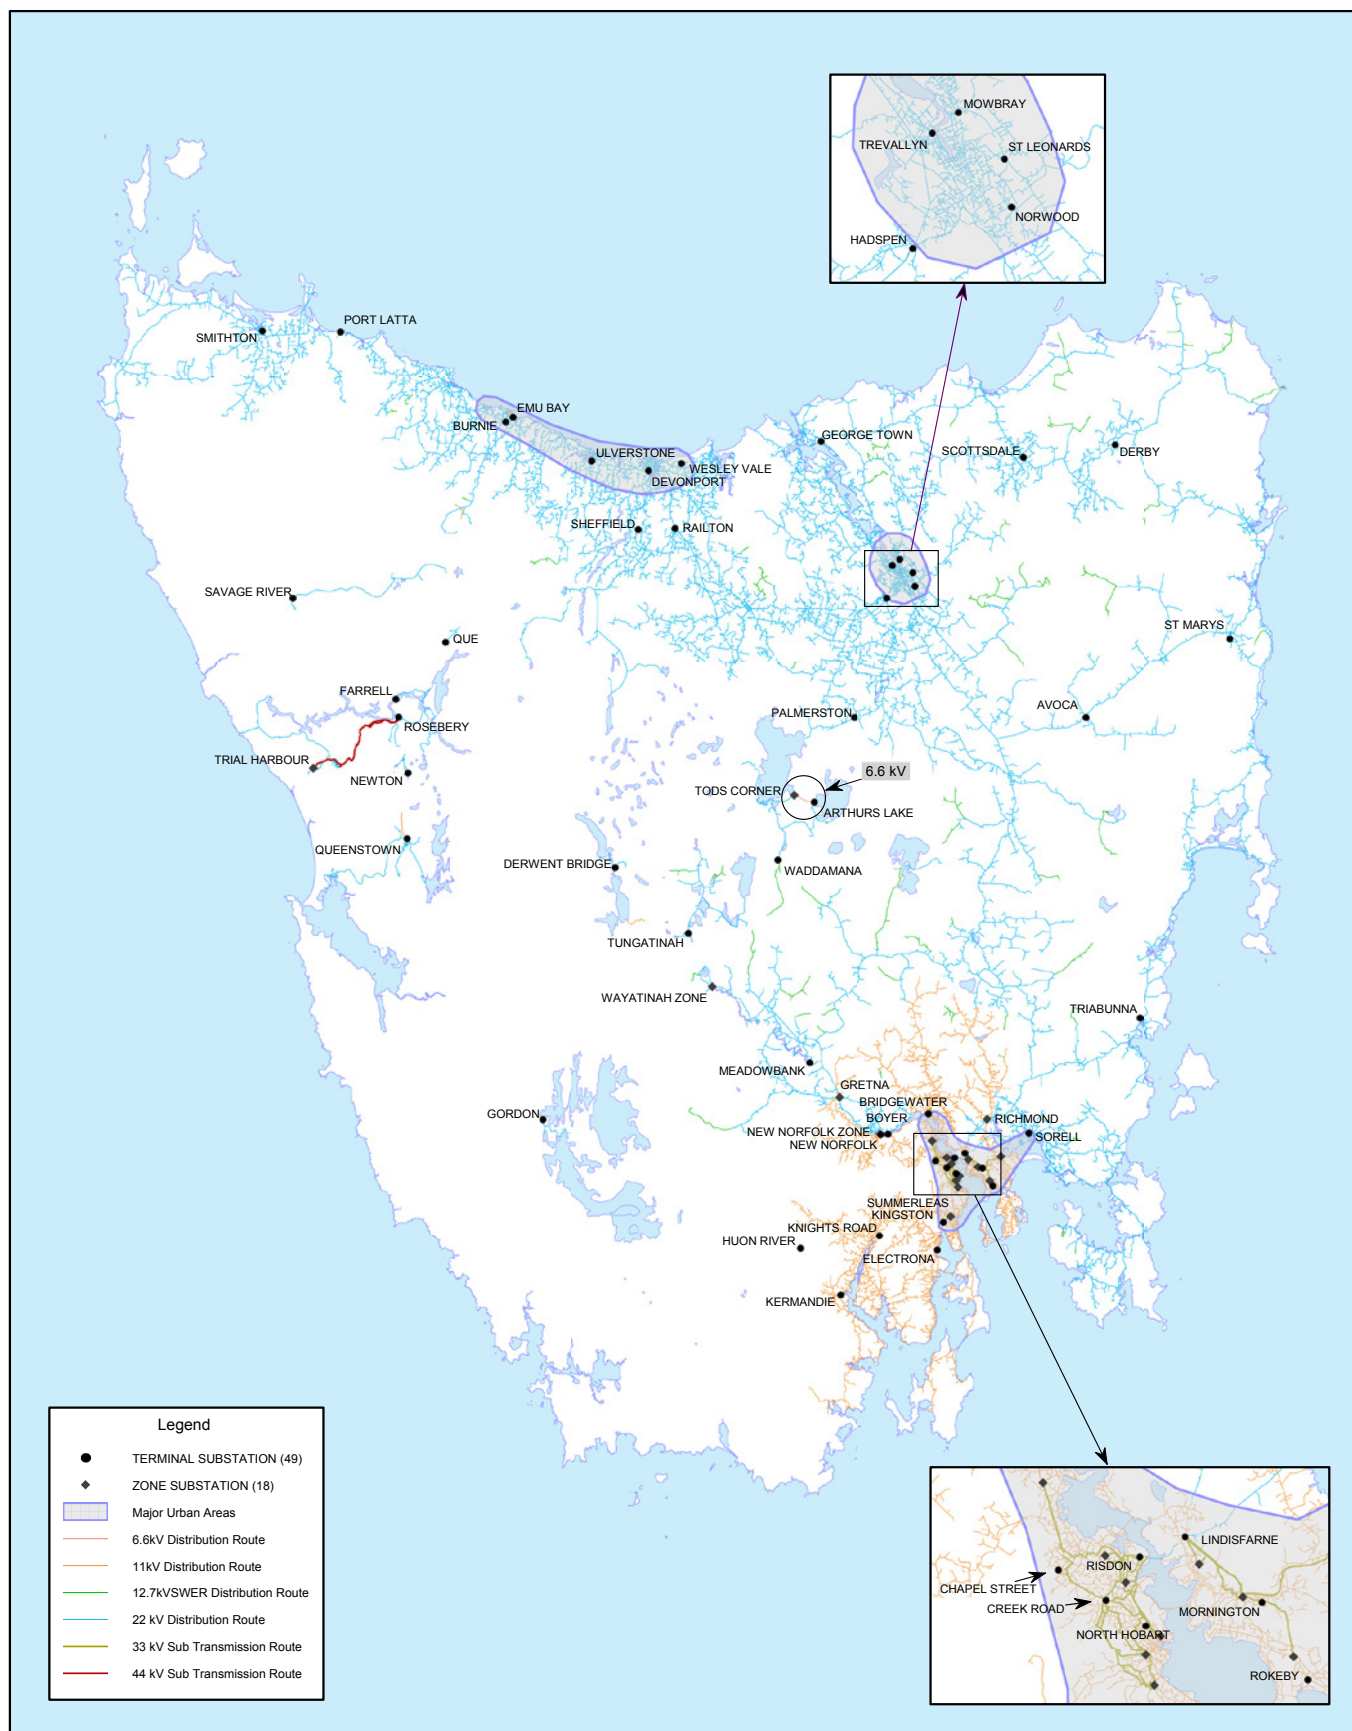 MOWBRAY
TREVALLYN
ST LEONARDS
NORWOOD
HADSPEN
PORT LATTA
SMITHTON
EMU BAY
BURNIE
GEORGE TOWN
ULVERSTONE
SCOTTSDALE
DERBY
WESLEY VALE
DEVONPORT
SHEFFIELD
RAILTON
SAVAGE RIVER
ST MARYS
QUE
FARRELL
PALMERSTON
AVOCA
ROSEBERY
TRIAL HARBOUR
6.6 kV
NEWTON
TODS CORNER
ARTHURS LAKE
QUEENSTOWN
DERWENT BRIDGE
WADDAMANA
TUNGATINAH
WAYATINAH ZONE
TRIABUNNA
MEADOWBANK
GRETNA
BRIDGEWATER
GORDON
BOYER
RICHMOND
NEW NORFOLK ZONE
SORELL
NEW NORFOLK
SUMMERLEAS
KINGSTON
KNIGHTS ROAD
HUON RIVER
ELECTRONA
KERMANDIE
Legend
TERMINAL SUBSTATION (49)
ZONE SUBSTATION (18)
Major Urban Areas
6.6kV Distribution Route
11kV Distribution Route
12.7kVSWER Distribution Route
22 kV Distribution Route
33 kV Sub Transmission Route
44 kV Sub Transmission Route
LINDISFARNE
RISDON
CHAPEL STREET
CREEK ROAD
MORNINGTON
NORTH HOBART
ROKEBY